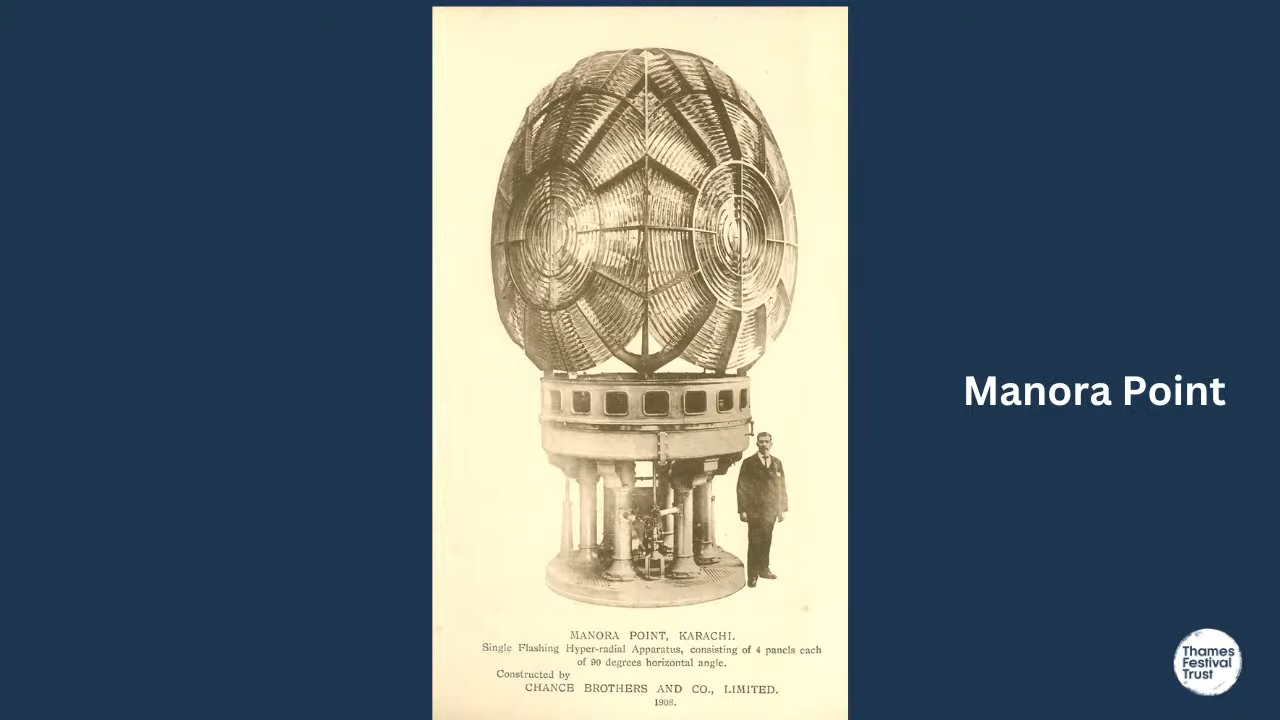 MANORA POINT, KARACHI.
Single Flashing Hyper-radial Apparatus, consisting of 4 panels each
of 90 degrees horizontal angle.
Constructed by
CHANCE BROTHERS AND CO., LIMITED.
1908.
Manora Point
Thames
Festival
Trust